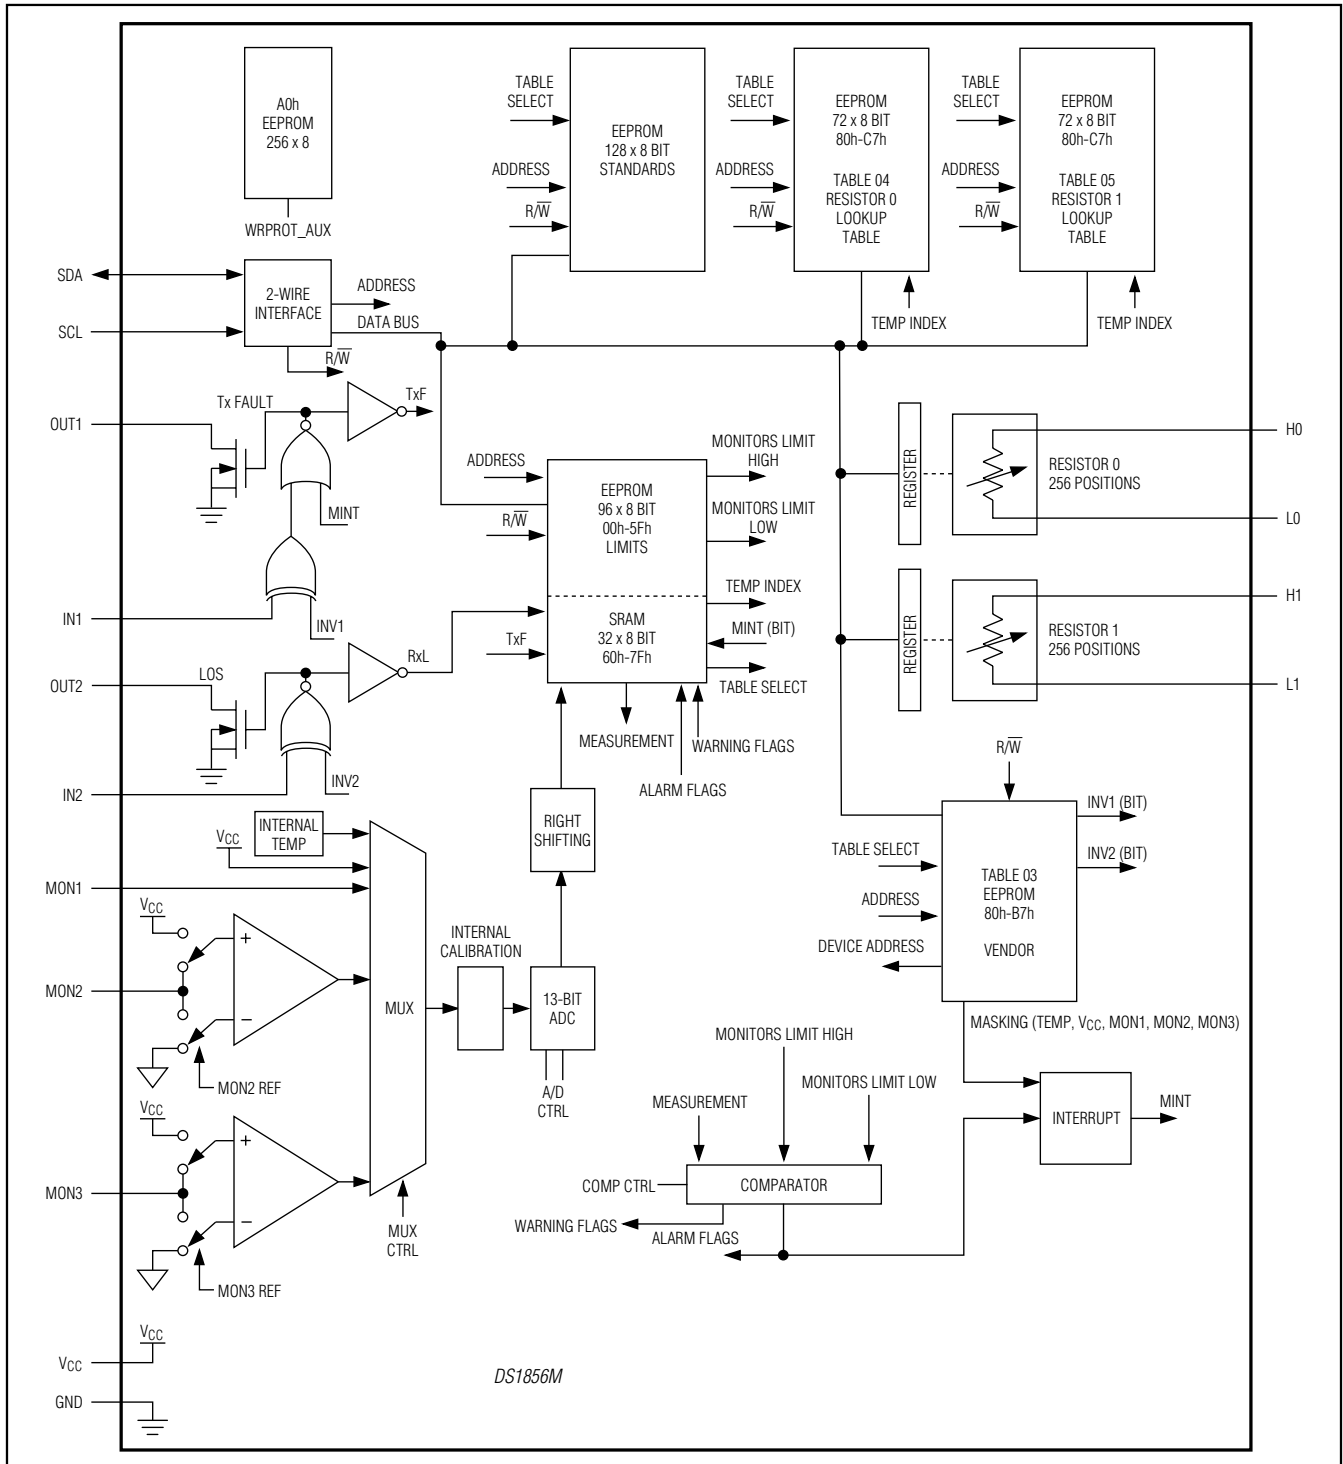 A0h
EEPROM
256 x 8
WRPROT_AUX
TABLE
SELECT
ADDRESS
R/W̅
EEPROM
128 x 8 BIT
STANDARDS
TABLE
SELECT
ADDRESS
R/W̅
EEPROM
72 x 8 BIT
80h-C7h
TABLE 04
RESISTOR 0
LOOKUP
TABLE
TEMP INDEX
TABLE
SELECT
ADDRESS
R/W̅
EEPROM
72 x 8 BIT
80h-C7h
TABLE 05
RESISTOR 1
LOOKUP
TABLE
TEMP INDEX
SDA
SCL
2-WIRE
INTERFACE
ADDRESS
DATA BUS
R/W̅
OUT1
Tx FAULT
TxF
MINT
IN1
INV1
OUT2
LOS
RxL
IN2
INV2
ADDRESS
R/W̅
TxF
EEPROM
96 x 8 BIT
00h-5Fh
LIMITS
SRAM
32 x 8 BIT
60h-7Fh
MONITORS LIMIT
HIGH
MONITORS LIMIT
LOW
TEMP INDEX
MINT (BIT)
TABLE SELECT
MEASUREMENT
WARNING FLAGS
ALARM FLAGS
REGISTER
RESISTOR 0
256 POSITIONS
H0
L0
REGISTER
RESISTOR 1
256 POSITIONS
H1
L1
R/W̅
TABLE SELECT
ADDRESS
DEVICE ADDRESS
TABLE 03
EEPROM
80h-B7h
VENDOR
INV1 (BIT)
INV2 (BIT)
MASKING (TEMP, VCC, MON1, MON2, MON3)
INTERNAL
TEMP
VCC
MON1
VCC
MON2
MON2 REF
VCC
MON3
MON3 REF
MUX
MUX
CTRL
INTERNAL
CALIBRATION
13-BIT
ADC
A/D
CTRL
RIGHT
SHIFTING
MONITORS LIMIT HIGH
MONITORS LIMIT LOW
MEASUREMENT
COMP CTRL
COMPARATOR
WARNING FLAGS
ALARM FLAGS
INTERRUPT
MINT
VCC
VCC
GND
DS1856M